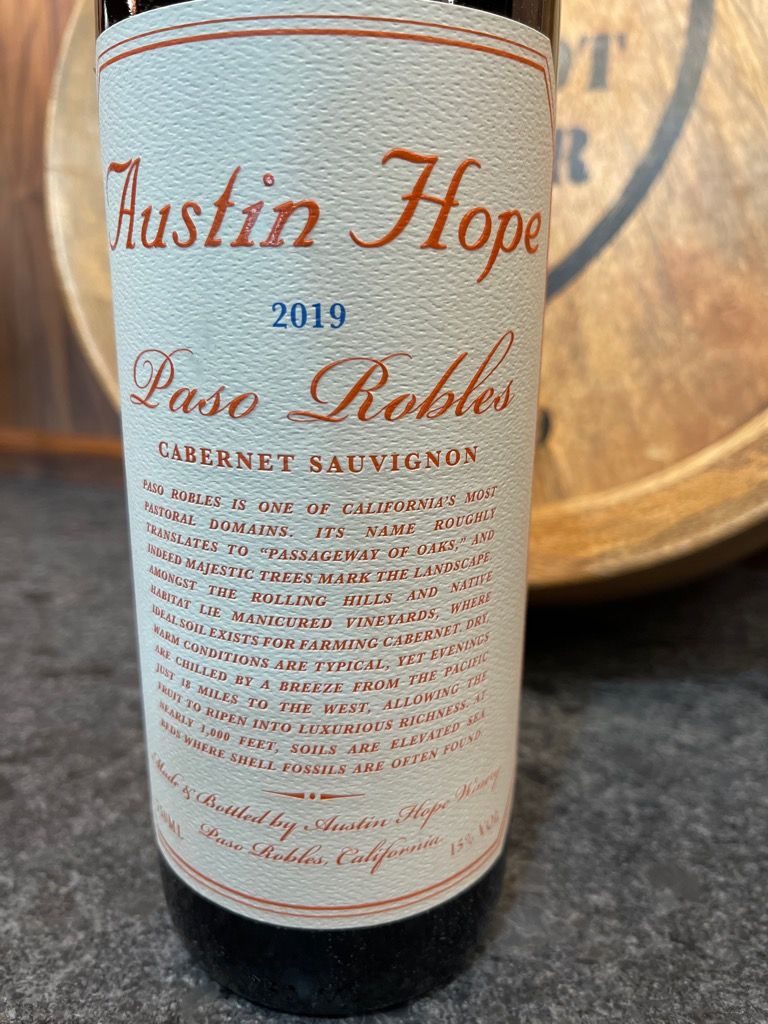 Austin Hope
2019
Paso Robles
CABERNET SAUVIGNON
PASO ROBLES IS ONE OF CALIFORNIA'S MOST
PASTORAL DOMAINS. ITS NAME ROUGHLY
TRANSLATES TO "PASSAGEWAY OF OAKS," AND
INDEED MAJESTIC TREES MARK THE LANDSCAPE.
AMONGST THE ROLLING HILLS AND NATIVE
HABITAT LIE MANICURED VINEYARDS, WHERE
IDEAL SOIL EXISTS FOR FARMING CABERNET. DRY,
WARM CONDITIONS ARE TYPICAL, YET EVENINGS
ARE CHILLED BY A BREEZE FROM THE PACIFIC
JUST 18 MILES TO THE WEST, ALLOWING THE
FRUIT TO RIPEN INTO LUXURIOUS RICHNESS. AT
NEARLY 1,000 FEET, SOILS ARE ELEVATED SEA
BEDS WHERE SHELL FOSSILS ARE OFTEN FOUND.
Made & Bottled by Austin Hope Winery
750ML Paso Robles, California. 15% VOL